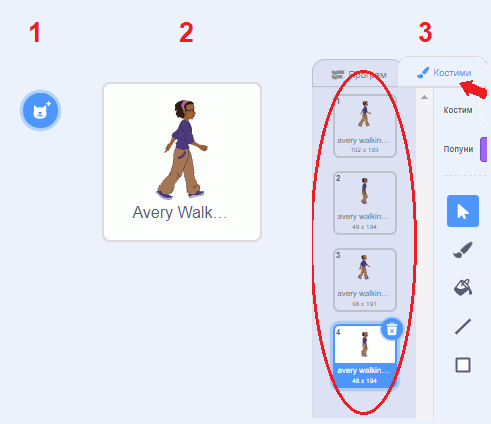 1
2
3
Avery Walk...
Програм
Костими
1
avery walkin...
102 x 193
2
avery walkin...
49 x 194
3
avery walkin...
98 x 191
4
avery walkin...
48 x 194
Костим
Попуни